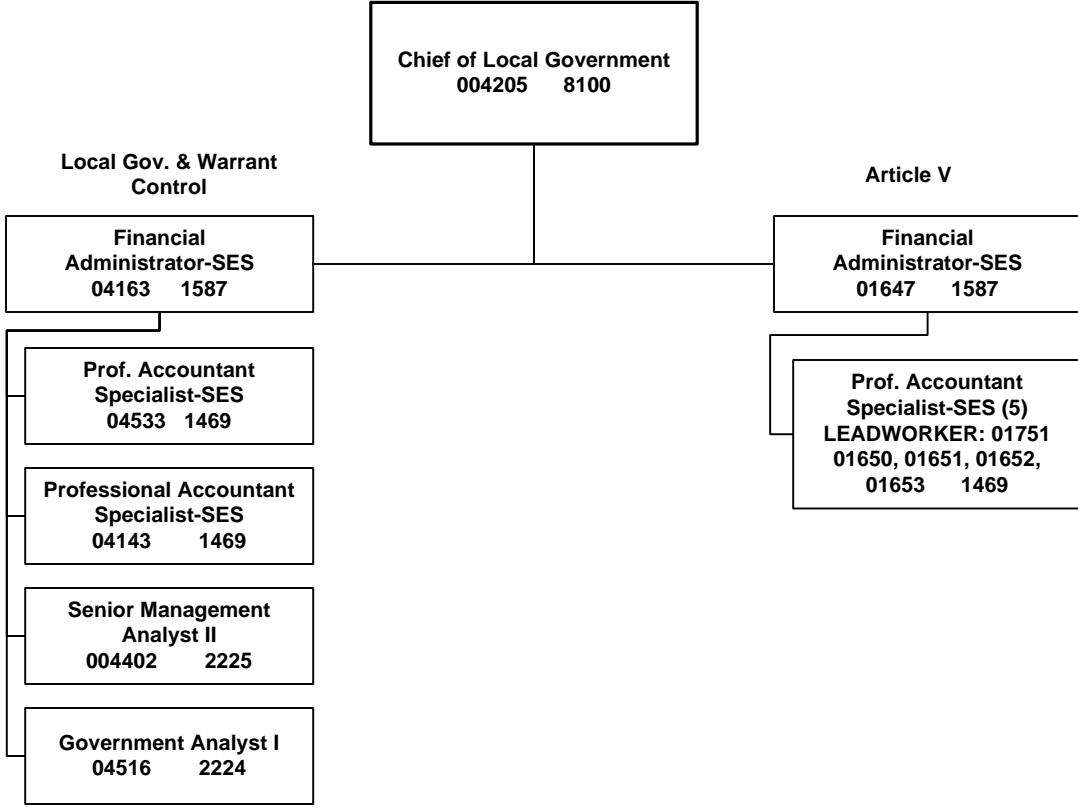 Chief of Local Government
004205 8100
Local Gov. & Warrant
Control
Financial
Administrator-SES
04163 1587
Prof. Accountant
Specialist-SES
04533 1469
Professional Accountant
Specialist-SES
04143 1469
Senior Management
Analyst II
004402 2225
Government Analyst I
04516 2224
Article V
Financial
Administrator-SES
01647 1587
Prof. Accountant
Specialist-SES (5)
LEADWORKER: 01751
01650, 01651, 01652,
01653 1469